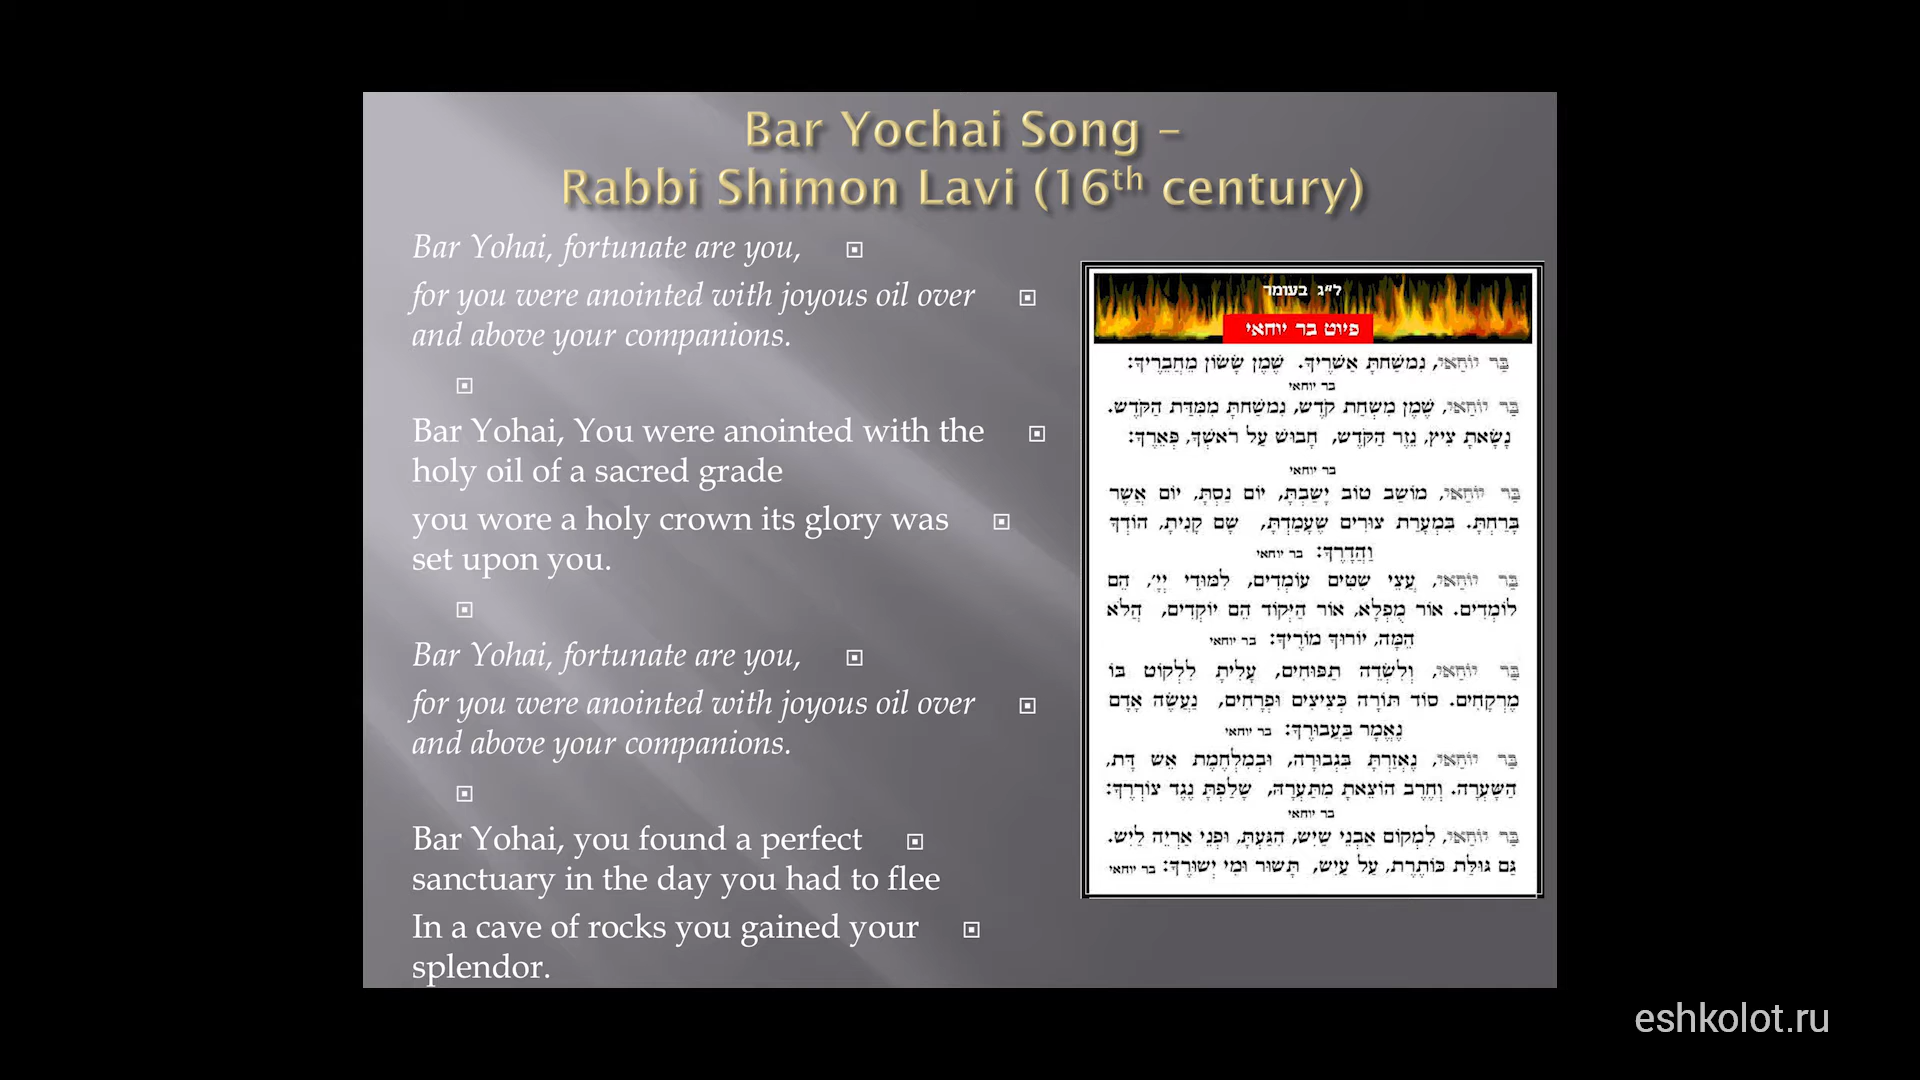 Bar Yochai Song –
Rabbi Shimon Lavi (16th century)
Bar Yohai, fortunate are you,
for you were anointed with joyous oil over
and above your companions.
Bar Yohai, You were anointed with the
holy oil of a sacred grade
you wore a holy crown its glory was
set upon you.
Bar Yohai, fortunate are you,
for you were anointed with joyous oil over
and above your companions.
Bar Yohai, you found a perfect
sanctuary in the day you had to flee
In a cave of rocks you gained your
splendor.
ל״ג בעומר
פיוט בר יוחאי
בַּר יוֹחַאי, נִמְשַׁחְתָּ אַשְׁרֶיךָ. שֶׁמֶן שָׂשׂוֹן מֵחֲבֵרֶיךָ:
בר יוחאי
בַּר יוֹחַאי, שֶׁמֶן מִשְׁחַת קֹדֶשׁ, נִמְשַׁחְתָּ מִמִּדַּת הַקֹּדֶשׁ.
נָשָׂאתָ צִיץ, נֵזֶר הַקֹּדֶשׁ, חָבוּשׁ עַל רֹאשְׁךָ, פְּאֵרֶךָ:
בר יוחאי
בַּר יוֹחַאי, מוֹשַׁב טוֹב יָשַׁבְתָּ, יוֹם נַסְתָּ, יוֹם אֲשֶׁר
בָּרַחְתָּ. בִּמְעָרַת צוּרִים שֶׁעָמַדְתָּ, שָׁם קָנִיתָ, הוֹדְךָ
וַהֲדָרֶךָ: בר יוחאי
בַּר יוֹחַאי, עֲצֵי שִׁטִּים עוֹמְדִים, לִמּוּדֵי יְיָ׳, הֵם
לוֹמְדִים. אוֹר מֻפְלָא, אוֹר הַיְקוֹד הֵם יוֹקְדִים, הֲלֹא
הֵמָּה, יוֹרוּךָ מוֹרֶיךָ: בר יוחאי
בַּר יוֹחַאי, וְלִשְׂדֵה תַפּוּחִים, עָלִיתָ לִלְקוֹט בּוֹ
מֶרְקָחִים. סוֹד תּוֹרָה כְּצִיצִים וּפְרָחִים, נַעֲשֶׂה אָדָם
נֶאֱמַר בַּעֲבוּרֶךָ: בר יוחאי
בַּר יוֹחַאי, נֶאְזַרְתָּ בִּגְבוּרָה, וּבְמִלְחֶמֶת אֵשׁ דָּת,
הַשָּׁעְרָה. וְחֶרֶב הוֹצֵאתָ מִתַּעְרָהּ, שָׁלַפְתָּ נֶגֶד צוֹרְרֶךָ:
בר יוחאי
בַּר יוֹחַאי, לִמְקוֹם אַבְנֵי שַׁיִשׁ, הִגַּעְתָּ, וּפְנֵי אַרְיֵה לַיִשׁ.
גַּם גּוּלַּת כּוֹתֶרֶת, עַל עַיִשׁ, תָּשׁוּר וּמִי יְשׁוּרֶךָ: בר יוחאי
eshkolot.ru